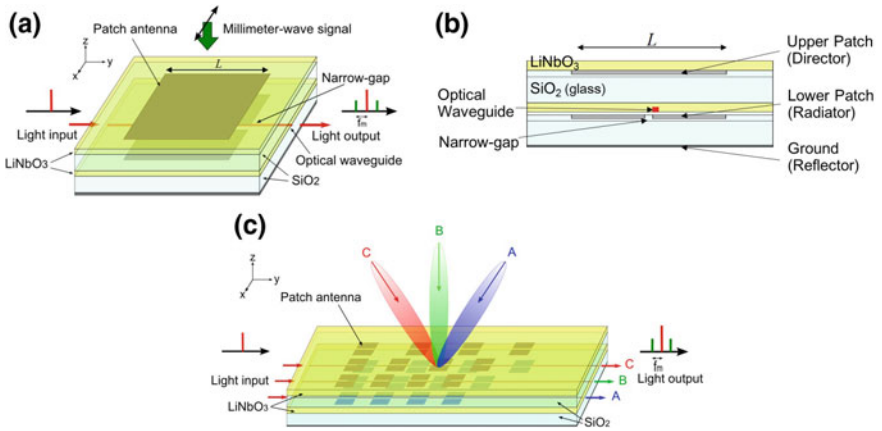 (a)
Patch antenna
Millimeter-wave signal
z
y
x
L
Narrow-gap
Light input
Light output
fm
Optical waveguide
LiNbO3
SiO2
(b)
L
LiNbO3
SiO2 (glass)
Optical
Waveguide
Narrow-gap
Upper Patch
(Director)
Lower Patch
(Radiator)
Ground
(Reflector)
(c)
z
y
x
Patch antenna
C
B
A
Light input
LiNbO3
SiO2
fm
Light output
C
B
A